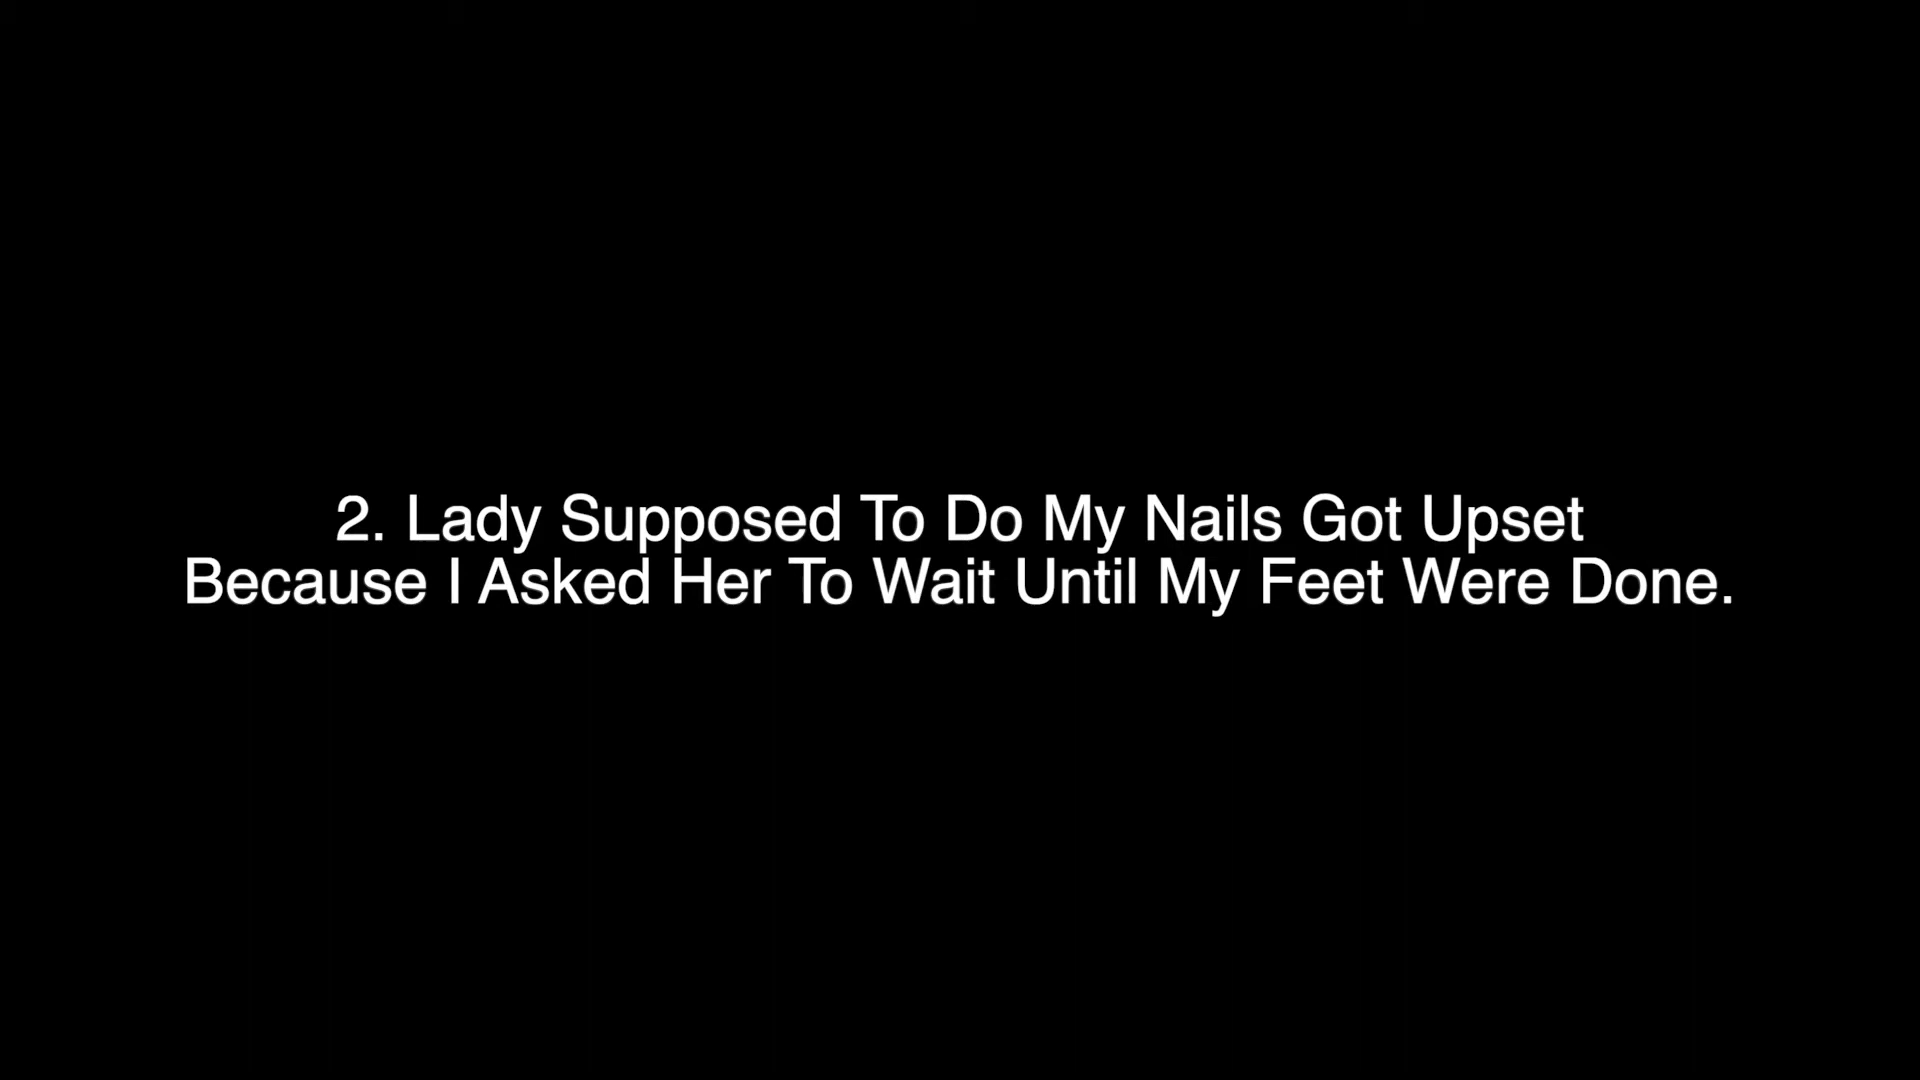 2. Lady Supposed To Do My Nails Got Upset
Because I Asked Her To Wait Until My Feet Were Done.